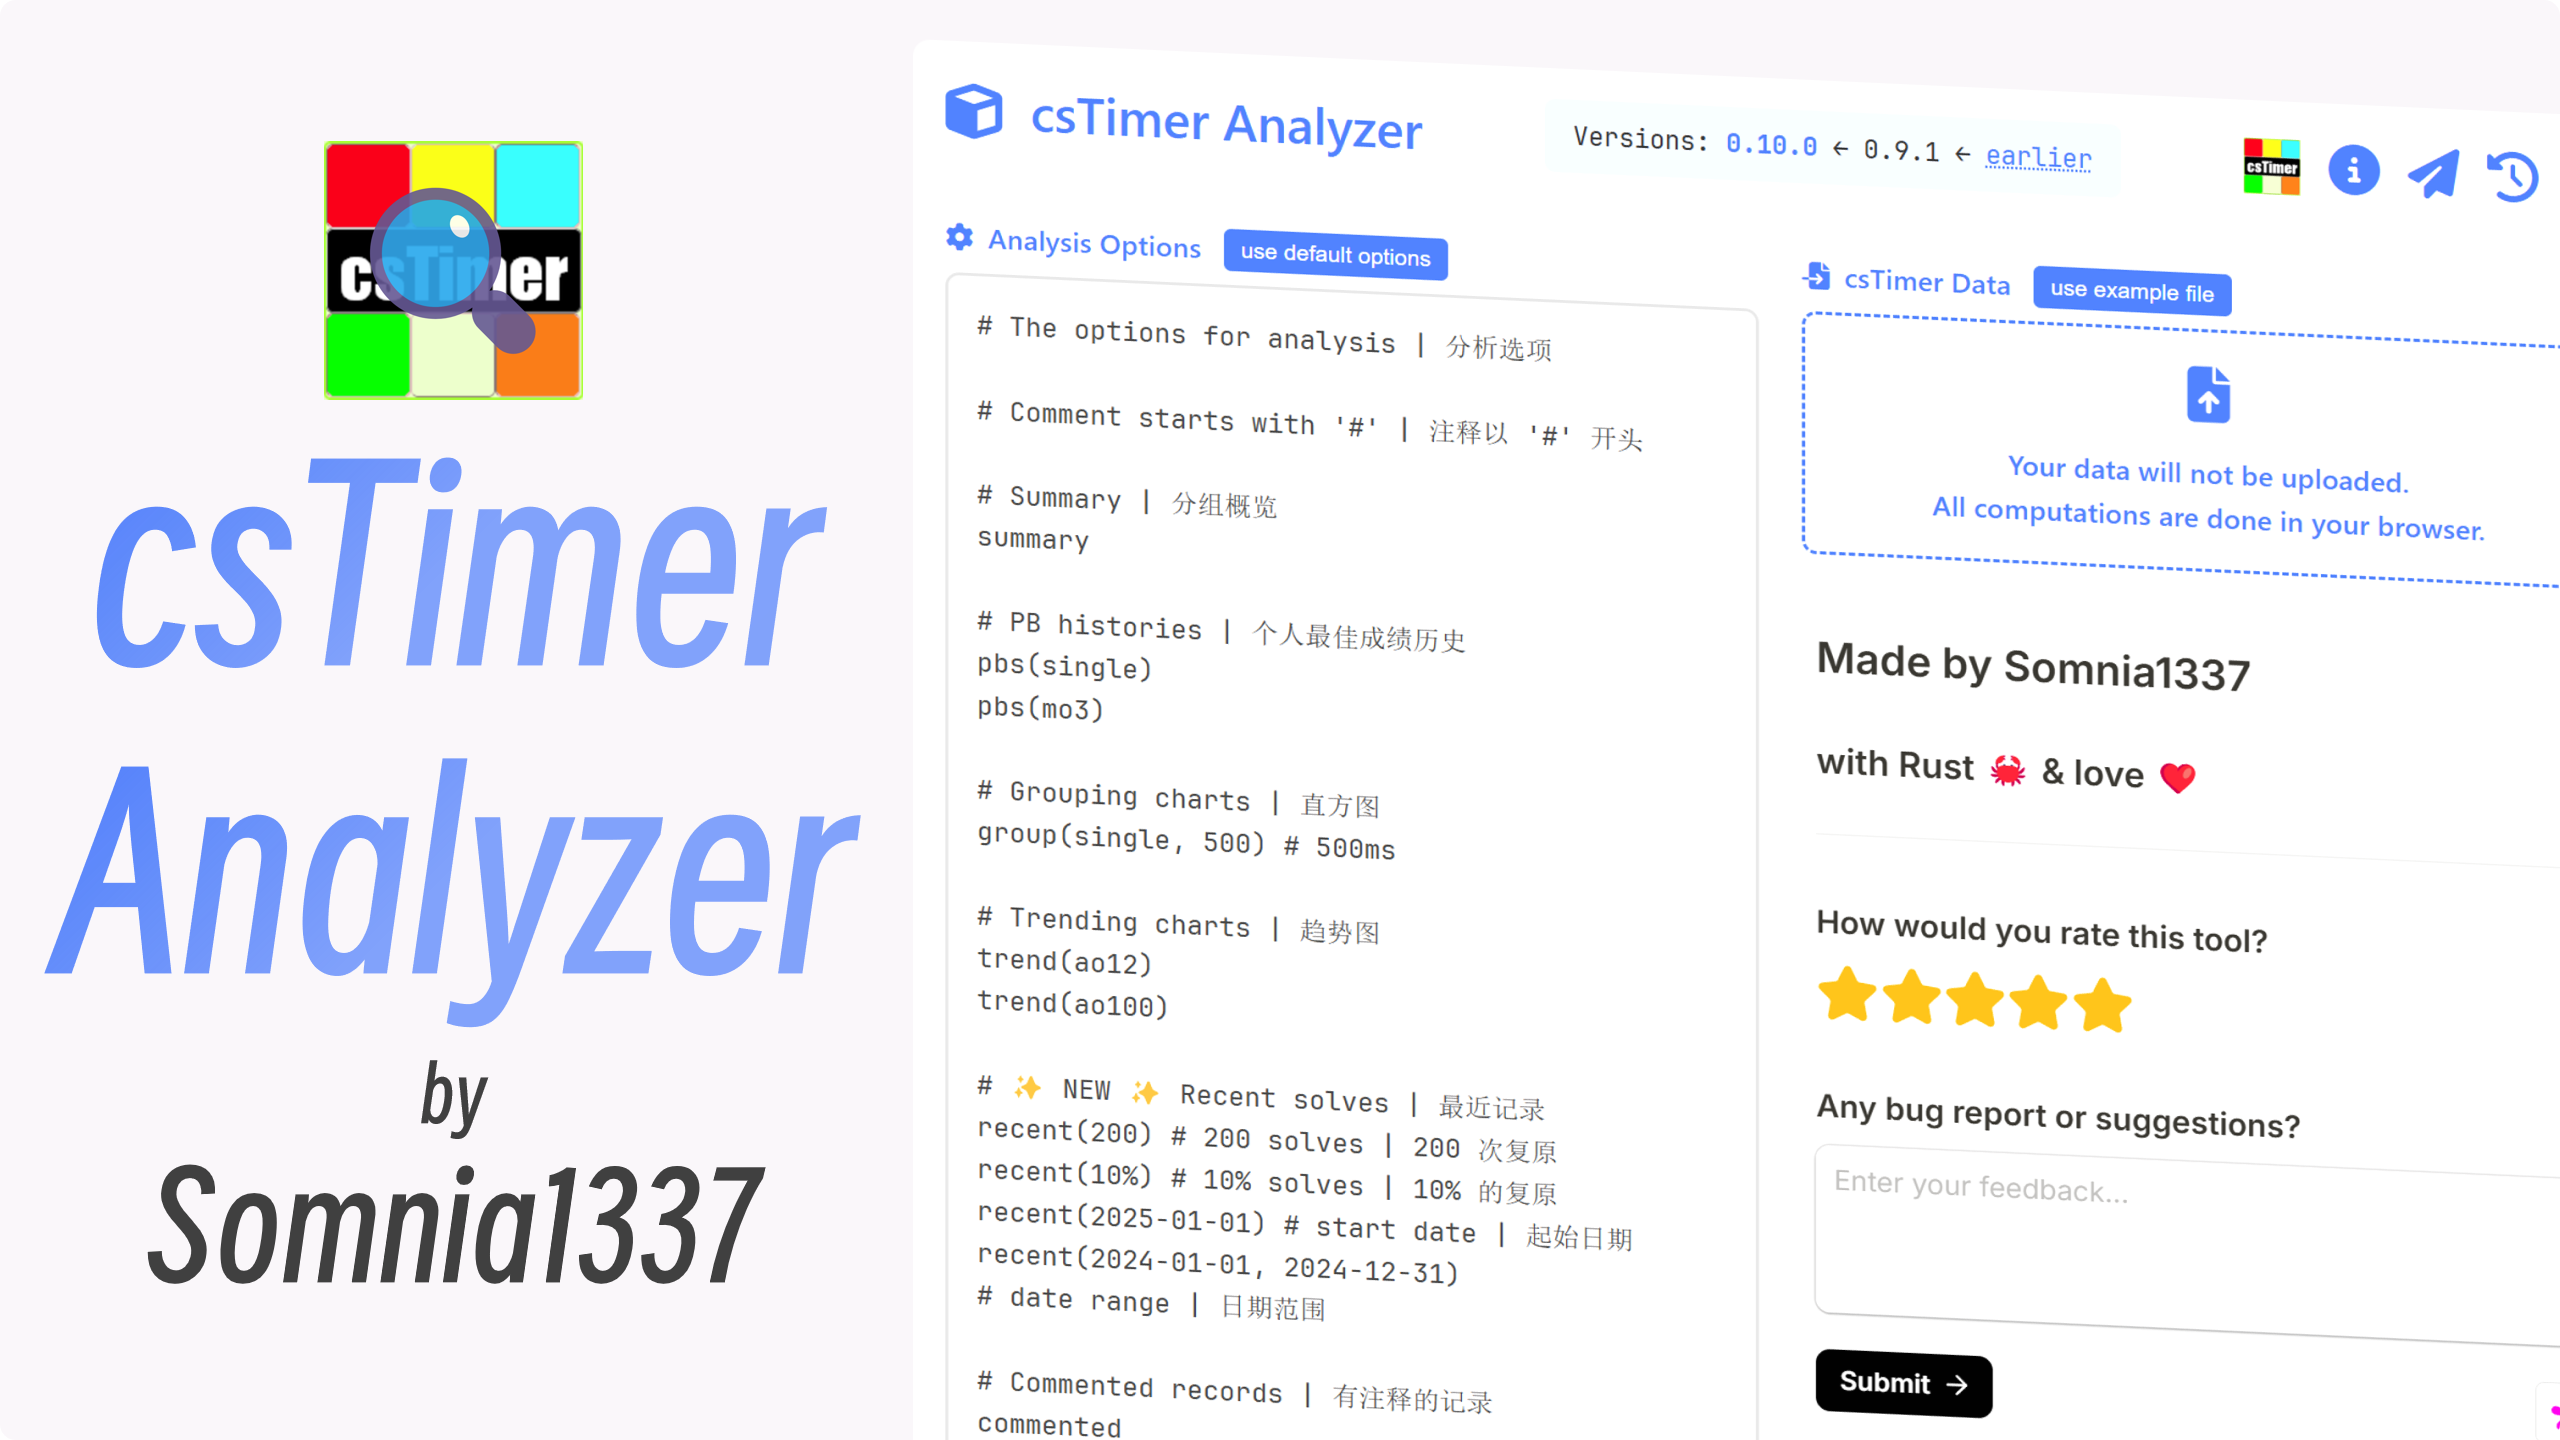 csTimer
csTimer
Analyzer
by
Somnia1337
csTimer Analyzer
Versions: 0.10.0 ← 0.9.1 ← earlier
csTimer
Analysis Options
use default options
# The options for analysis | 分析选项
# Comment starts with '#' | 注释以 '#' 开头
# Summary | 分组概览
summary
# PB histories | 个人最佳成绩历史
pbs(single)
pbs(mo3)
# Grouping charts | 直方图
group(single, 500) # 500ms
# Trending charts | 趋势图
trend(ao12)
trend(ao100)
# ✨ NEW ✨ Recent solves | 最近记录
recent(200) # 200 solves | 200 次复原
recent(10%) # 10% solves | 10% 的复原
recent(2025-01-01) # start date | 起始日期
recent(2024-01-01, 2024-12-31)
# date range | 日期范围
# Commented records | 有注释的记录
commented
csTimer Data
use example file
Your data will not be uploaded.
All computations are done in your browser.
Made by Somnia1337
with Rust 🦀 & love ❤️
How would you rate this tool?
Any bug report or suggestions?
Enter your feedback...
Submit →